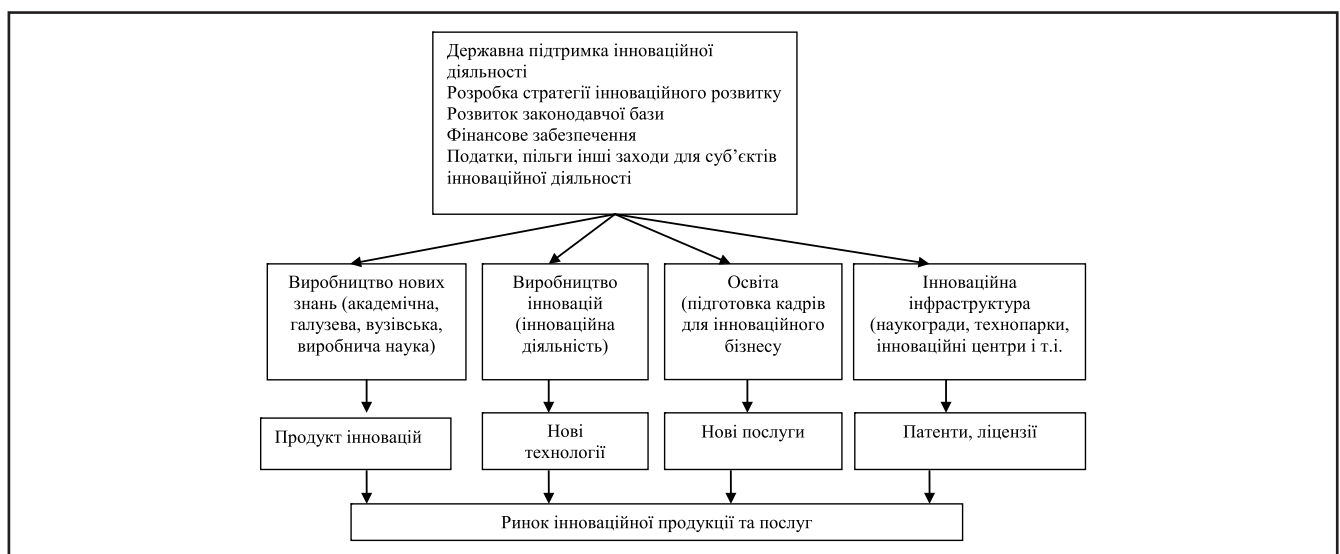 Державна підтримка інноваційної
діяльності
Розробка стратегії інноваційного розвитку
Розвиток законодавчої бази
Фінансове забезпечення
Податки, пільги інші заходи для суб’єктів
інноваційної діяльності
Виробництво нових
знань (академічна,
галузева, вузівська,
виробнича наука)
Виробництво
інновацій
(інноваційна
діяльність)
Освіта
(підготовка кадрів
для інноваційного
бізнесу
Інноваційна
інфраструктура
(наукогради, технопарки,
інноваційні центри і т.і.
Продукт інновацій
Нові
технології
Нові послуги
Патенти, ліцензії
Ринок інноваційної продукції та послуг